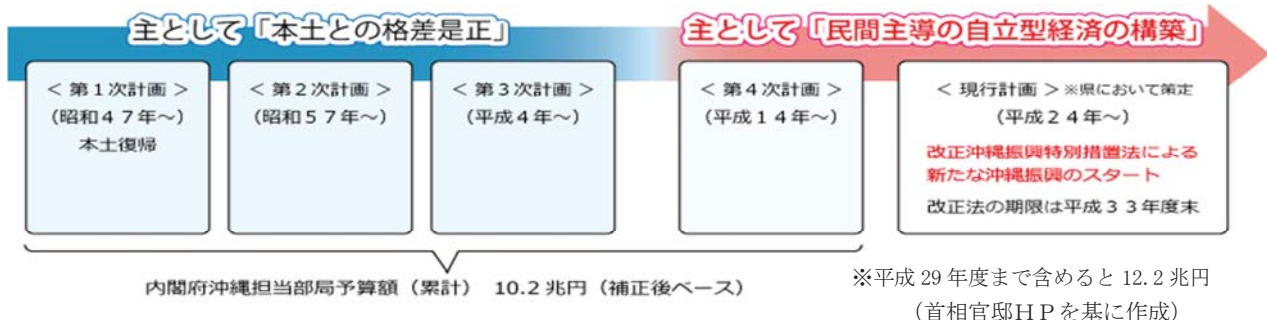 主として「本土との格差是正」
主として「民間主導の自立型経済の構築」
＜ 第１次計画 ＞
（昭和４７年～）
本土復帰
＜ 第２次計画 ＞
（昭和５７年～）
＜ 第３次計画 ＞
（平成４年～）
＜ 第４次計画 ＞
（平成１４年～）
＜ 現行計画 ＞※県において策定
（平成２４年～）
改正沖縄振興特別措置法による
新たな沖縄振興のスタート
改正法の期限は平成３３年度末
内閣府沖縄担当部局予算額（累計） 10.2 兆円（補正後ベース）
※平成 29 年度まで含めると 12.2 兆円
（首相官邸ＨＰを基に作成）